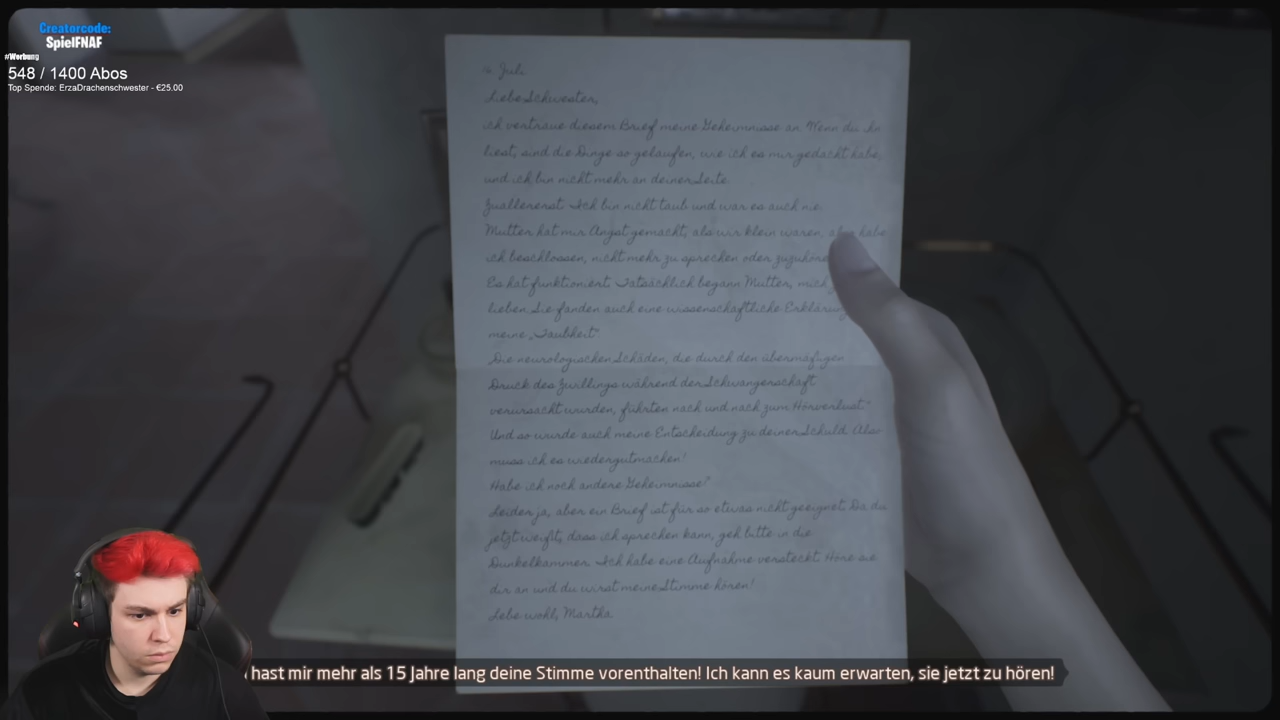 Creatorcode:
SpielFNAF
#Werbung
548 / 1400 Abos
Top Spende: ErzaDrachenschwester - €25.00
Juli
Liebe Schwester,
ich vertraue diesem Brief meine Geheimnisse an. Wenn du ihn
liest, sind die Dinge so gelaufen, wie ich es mir gedacht habe,
und ich bin nicht mehr an deiner Seite.
Zuallererst: Ich bin nicht taub und war es auch nie.
Mutter hat mir Angst gemacht, als wir klein waren, also habe
ich beschlossen, nicht mehr zu sprechen oder
Es hat funktioniert. Tatsächlich begann Mutter, mich
lieben. Sie fanden auch eine wissenschaftliche Erklärung
meine „Taubheit“:
Die neurologischen Schäden, die durch den übermäßigen
Druck des Zwillings während der Schwangerschaft
verursacht wurden, führten nach und nach zum Hörverlust."
Und so wurde auch meine Entscheidung zu deiner Schuld. Also
muss ich es wiedergutmachen!
Habe ich noch andere Geheimnisse?
Leider ja, aber ein Brief ist für so etwas nicht geeignet. Da du
jetzt weißt, dass ich sprechen kann, geh bitte in die
Dunkelkammer. Ich habe eine Aufnahme versteckt. Höre sie
dir an und du wirst meine Stimme hören!
Lebe wohl, Martha.
hast mir mehr als 15 Jahre lang deine Stimme vorenthalten! Ich kann es kaum erwarten, sie jetzt zu hören!